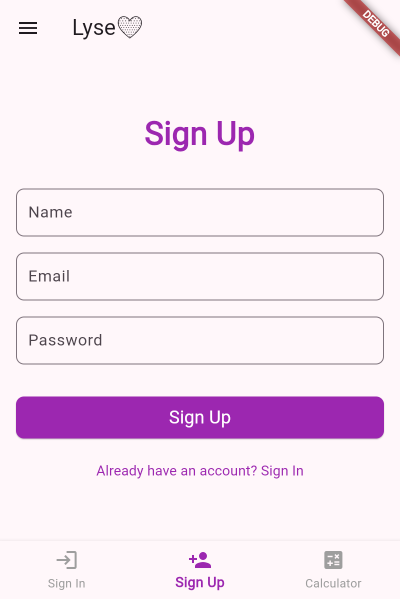 Lyse
DEBUG
Sign Up
Name
Email
Password
Sign Up
Already have an account? Sign In
Sign In
Sign Up
Calculator